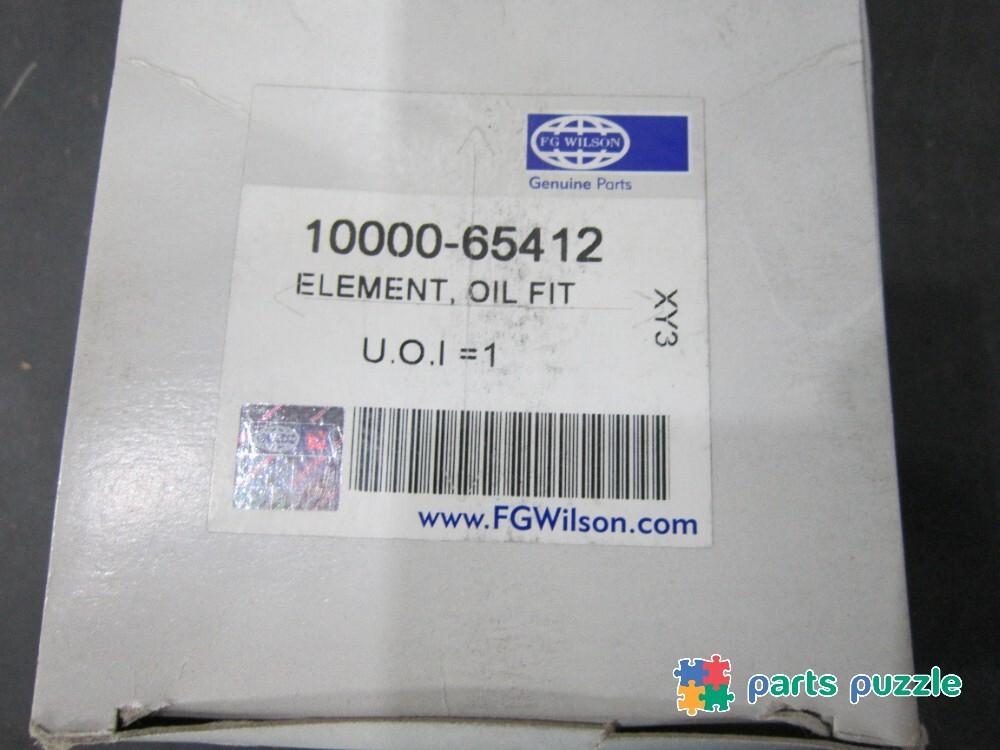 FG WILSON
Genuine Parts
10000-65412
ELEMENT, OIL FIT
XY3
U.O.I =1
www.FGWilson.com
parts puzzle